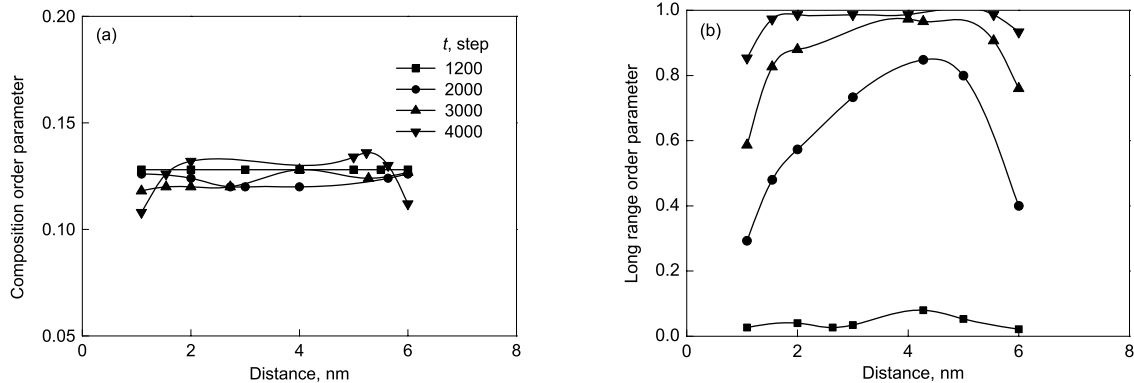 (a)
t, step
1200
2000
3000
4000
0.20
0.15
0.10
0.05
0 2 4 6 8
Composition order parameter
Distance, nm
(b)
1.0
0.8
0.6
0.4
0.2
0.0
0 2 4 6 8
Long range order parameter
Distance, nm